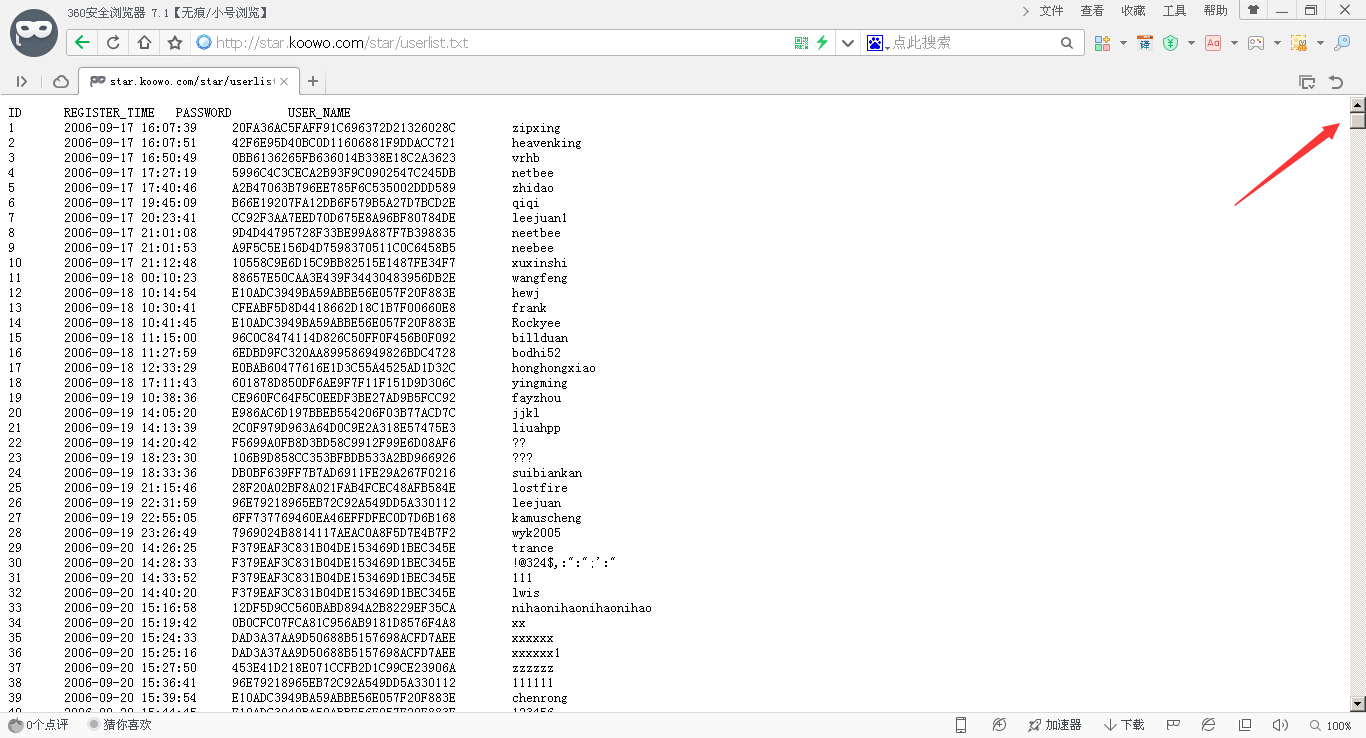 360安全浏览器 7.1【无痕/小号浏览】
文件 查看 收藏 工具 帮助
http://star.koowo.com/star/userlist.txt
点此搜索
译
Aa
star.koowo.com/star/userlist
ID REGISTER_TIME PASSWORD USER_NAME
1 2006-09-17 16:07:39 20FA36AC5FAFF91C696372D21326028C zipxing
2 2006-09-17 16:07:51 42F6E95D40BC0D11606881F9DDACC721 heavenking
3 2006-09-17 16:50:49 0BB6136265FB636014B338E18C2A3623 vrhb
4 2006-09-17 17:27:19 5996C4C3CECA2B93F9C0902547C245DB netbee
5 2006-09-17 17:40:46 A2B47063B796EE785F6C535002DDD589 zhidao
6 2006-09-17 19:45:09 B66E19207FA12DB6F579B5A27D7BCD2E qiqi
7 2006-09-17 20:23:41 CC92F3AA7EED70D675E8A96BF80784DE leejuan1
8 2006-09-17 21:01:08 9D4D44795728F33BE99A887F7B398835 neetbee
9 2006-09-17 21:01:53 A9F5C5E156D4D7598370511C0C6458B5 neebee
10 2006-09-17 21:12:48 10558C9E6D15C9BB82515E1487FE34F7 xuxinshi
11 2006-09-18 00:10:23 88657E50CAA3E439F34430483956DB2E wangfeng
12 2006-09-18 10:14:54 E10ADC3949BA59ABBE56E057F20F883E hewj
13 2006-09-18 10:30:41 CFEABF5D8D4418662D18C1B7F00660E8 frank
14 2006-09-18 10:41:45 E10ADC3949BA59ABBE56E057F20F883E Rockyee
15 2006-09-18 11:15:00 96C0C8474114D826C50FF0F456B0F092 billduan
16 2006-09-18 11:27:59 6EDBD9FC320AA899586949826BDC4728 bodhi52
17 2006-09-18 12:33:29 E0BAB60477616E1D3C55A4525AD1D32C honghongxiao
18 2006-09-18 17:11:43 601878D850DF6AE9F7F11F151D9D306C yingming
19 2006-09-19 10:38:36 CE960FC64F5C0EEDF3BE27AD9B5FCC92 fayzhou
20 2006-09-19 14:05:20 E986AC6D197BBEB554206F03B77ACD7C jjkl
21 2006-09-19 14:13:39 2C0F979D963A64D0C9E2A318E57475E3 liuahpp
22 2006-09-19 14:20:42 F5699A0FB8D3BD58C9912F99E6D08AF6 ??
23 2006-09-19 18:23:30 106B9D858CC353BFBDB533A2BD966926 ???
24 2006-09-19 18:33:36 DB0BF639FF7B7AD6911FE29A267F0216 suibiankan
25 2006-09-19 21:15:46 28F20A02BF8A021FAB4FCEC48AFB584E lostfire
26 2006-09-19 22:31:59 96E79218965EB72C92A549DD5A330112 leejuan
27 2006-09-19 22:55:05 6FF737769460EA46EFFDFEC0D7D6B168 kamuscheng
28 2006-09-19 23:26:49 7969024B8814117AEAC0A8F5D7E4B7F2 wyk2005
29 2006-09-20 14:26:25 F379EAF3C831B04DE153469D1BEC345E trance
30 2006-09-20 14:28:33 F379EAF3C831B04DE153469D1BEC345E !@324$,:":";':"
31 2006-09-20 14:33:52 F379EAF3C831B04DE153469D1BEC345E 111
32 2006-09-20 14:40:20 F379EAF3C831B04DE153469D1BEC345E lwis
33 2006-09-20 15:16:58 12DF5D9CC560BABD894A2B8229EF35CA nihaonihaonihaonihao
34 2006-09-20 15:19:42 0B0CFC07FCA81C956AB9181D8576F4A8 xx
35 2006-09-20 15:24:33 DAD3A37AA9D50688B5157698ACFD7AEE xxxxxx
36 2006-09-20 15:25:16 DAD3A37AA9D50688B5157698ACFD7AEE xxxxxx1
37 2006-09-20 15:27:50 453E41D218E071CCFB2D1C99CE23906A zzzzzz
38 2006-09-20 15:36:41 96E79218965EB72C92A549DD5A330112 111111
39 2006-09-20 15:39:54 E10ADC3949BA59ABBE56E057F20F883E chenrong
40 2006-09-20 15:44:45 E10ADC3949BA59ABBE56E057F20F883E 123456
0个点评 猜你喜欢 加速器 下载 100%